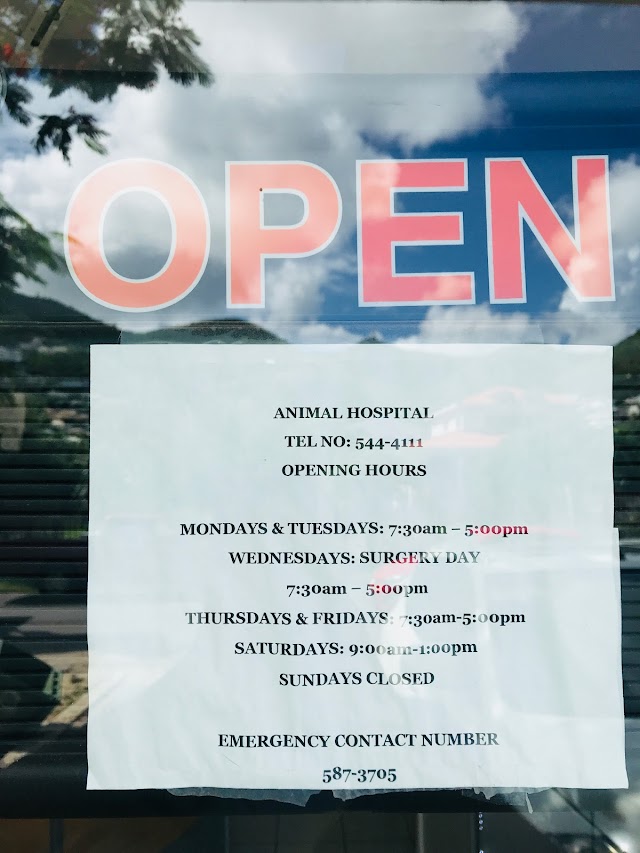 OPEN
ANIMAL HOSPITAL
TEL NO: 544-4111
OPENING HOURS
MONDAYS & TUESDAYS: 7:30am – 5:00pm
WEDNESDAYS: SURGERY DAY
7:30am – 5:00pm
THURSDAYS & FRIDAYS: 7:30am-5:00pm
SATURDAYS: 9:00am-1:00pm
SUNDAYS CLOSED
EMERGENCY CONTACT NUMBER
587-3705